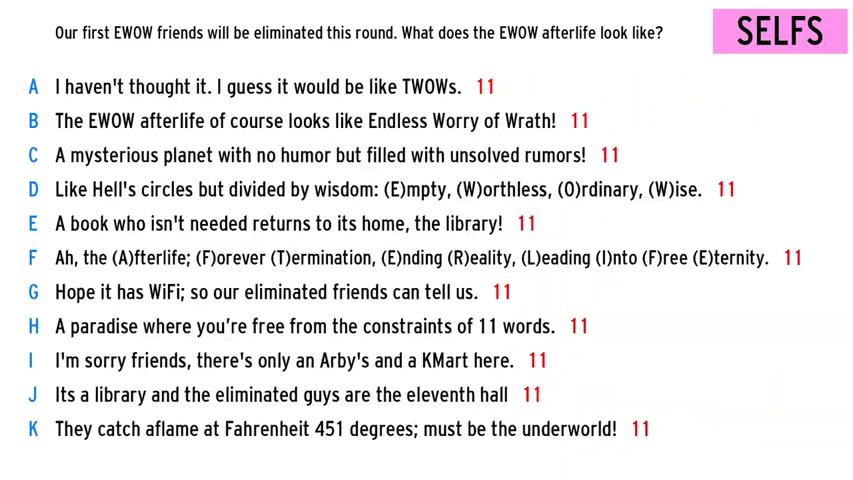 Our first EWOW friends will be eliminated this round. What does the EWOW afterlife look like?
SELFS
A I haven't thought it. I guess it would be like TWOWs. 11
B The EWOW afterlife of course looks like Endless Worry of Wrath! 11
C A mysterious planet with no humor but filled with unsolved rumors! 11
D Like Hell's circles but divided by wisdom: (E)mpty, (W)orthless, (O)rdinary, (W)ise. 11
E A book who isn't needed returns to its home, the library! 11
F Ah, the (A)fterlife; (F)orever (T)ermination, (E)nding (R)eality, (L)eading (I)nto (F)ree (E)ternity. 11
G Hope it has WiFi; so our eliminated friends can tell us. 11
H A paradise where you’re free from the constraints of 11 words. 11
I I'm sorry friends, there's only an Arby's and a KMart here. 11
J Its a library and the eliminated guys are the eleventh hall 11
K They catch aflame at Fahrenheit 451 degrees; must be the underworld! 11